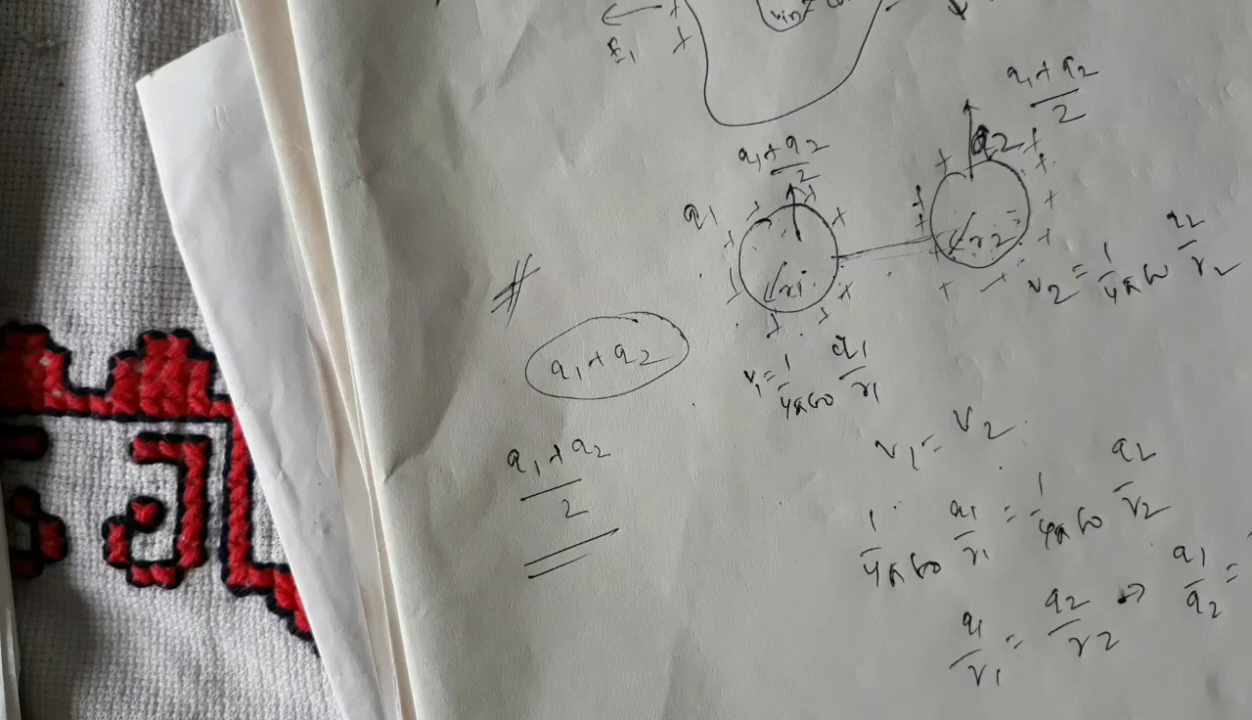 E1
q1+q2
2
q1+q2
2
q1
q2
r1
r2
V2 = 1/4πε0 q2/r2
#
q1+q2
V1 = 1/4πε0 q1/r1
q1+q2
2
V1 = V2
1/4πε0 q1/r1 = 1/4πε0 q2/r2
q1/r1 = q2/r2 ⇒ q1/q2 =